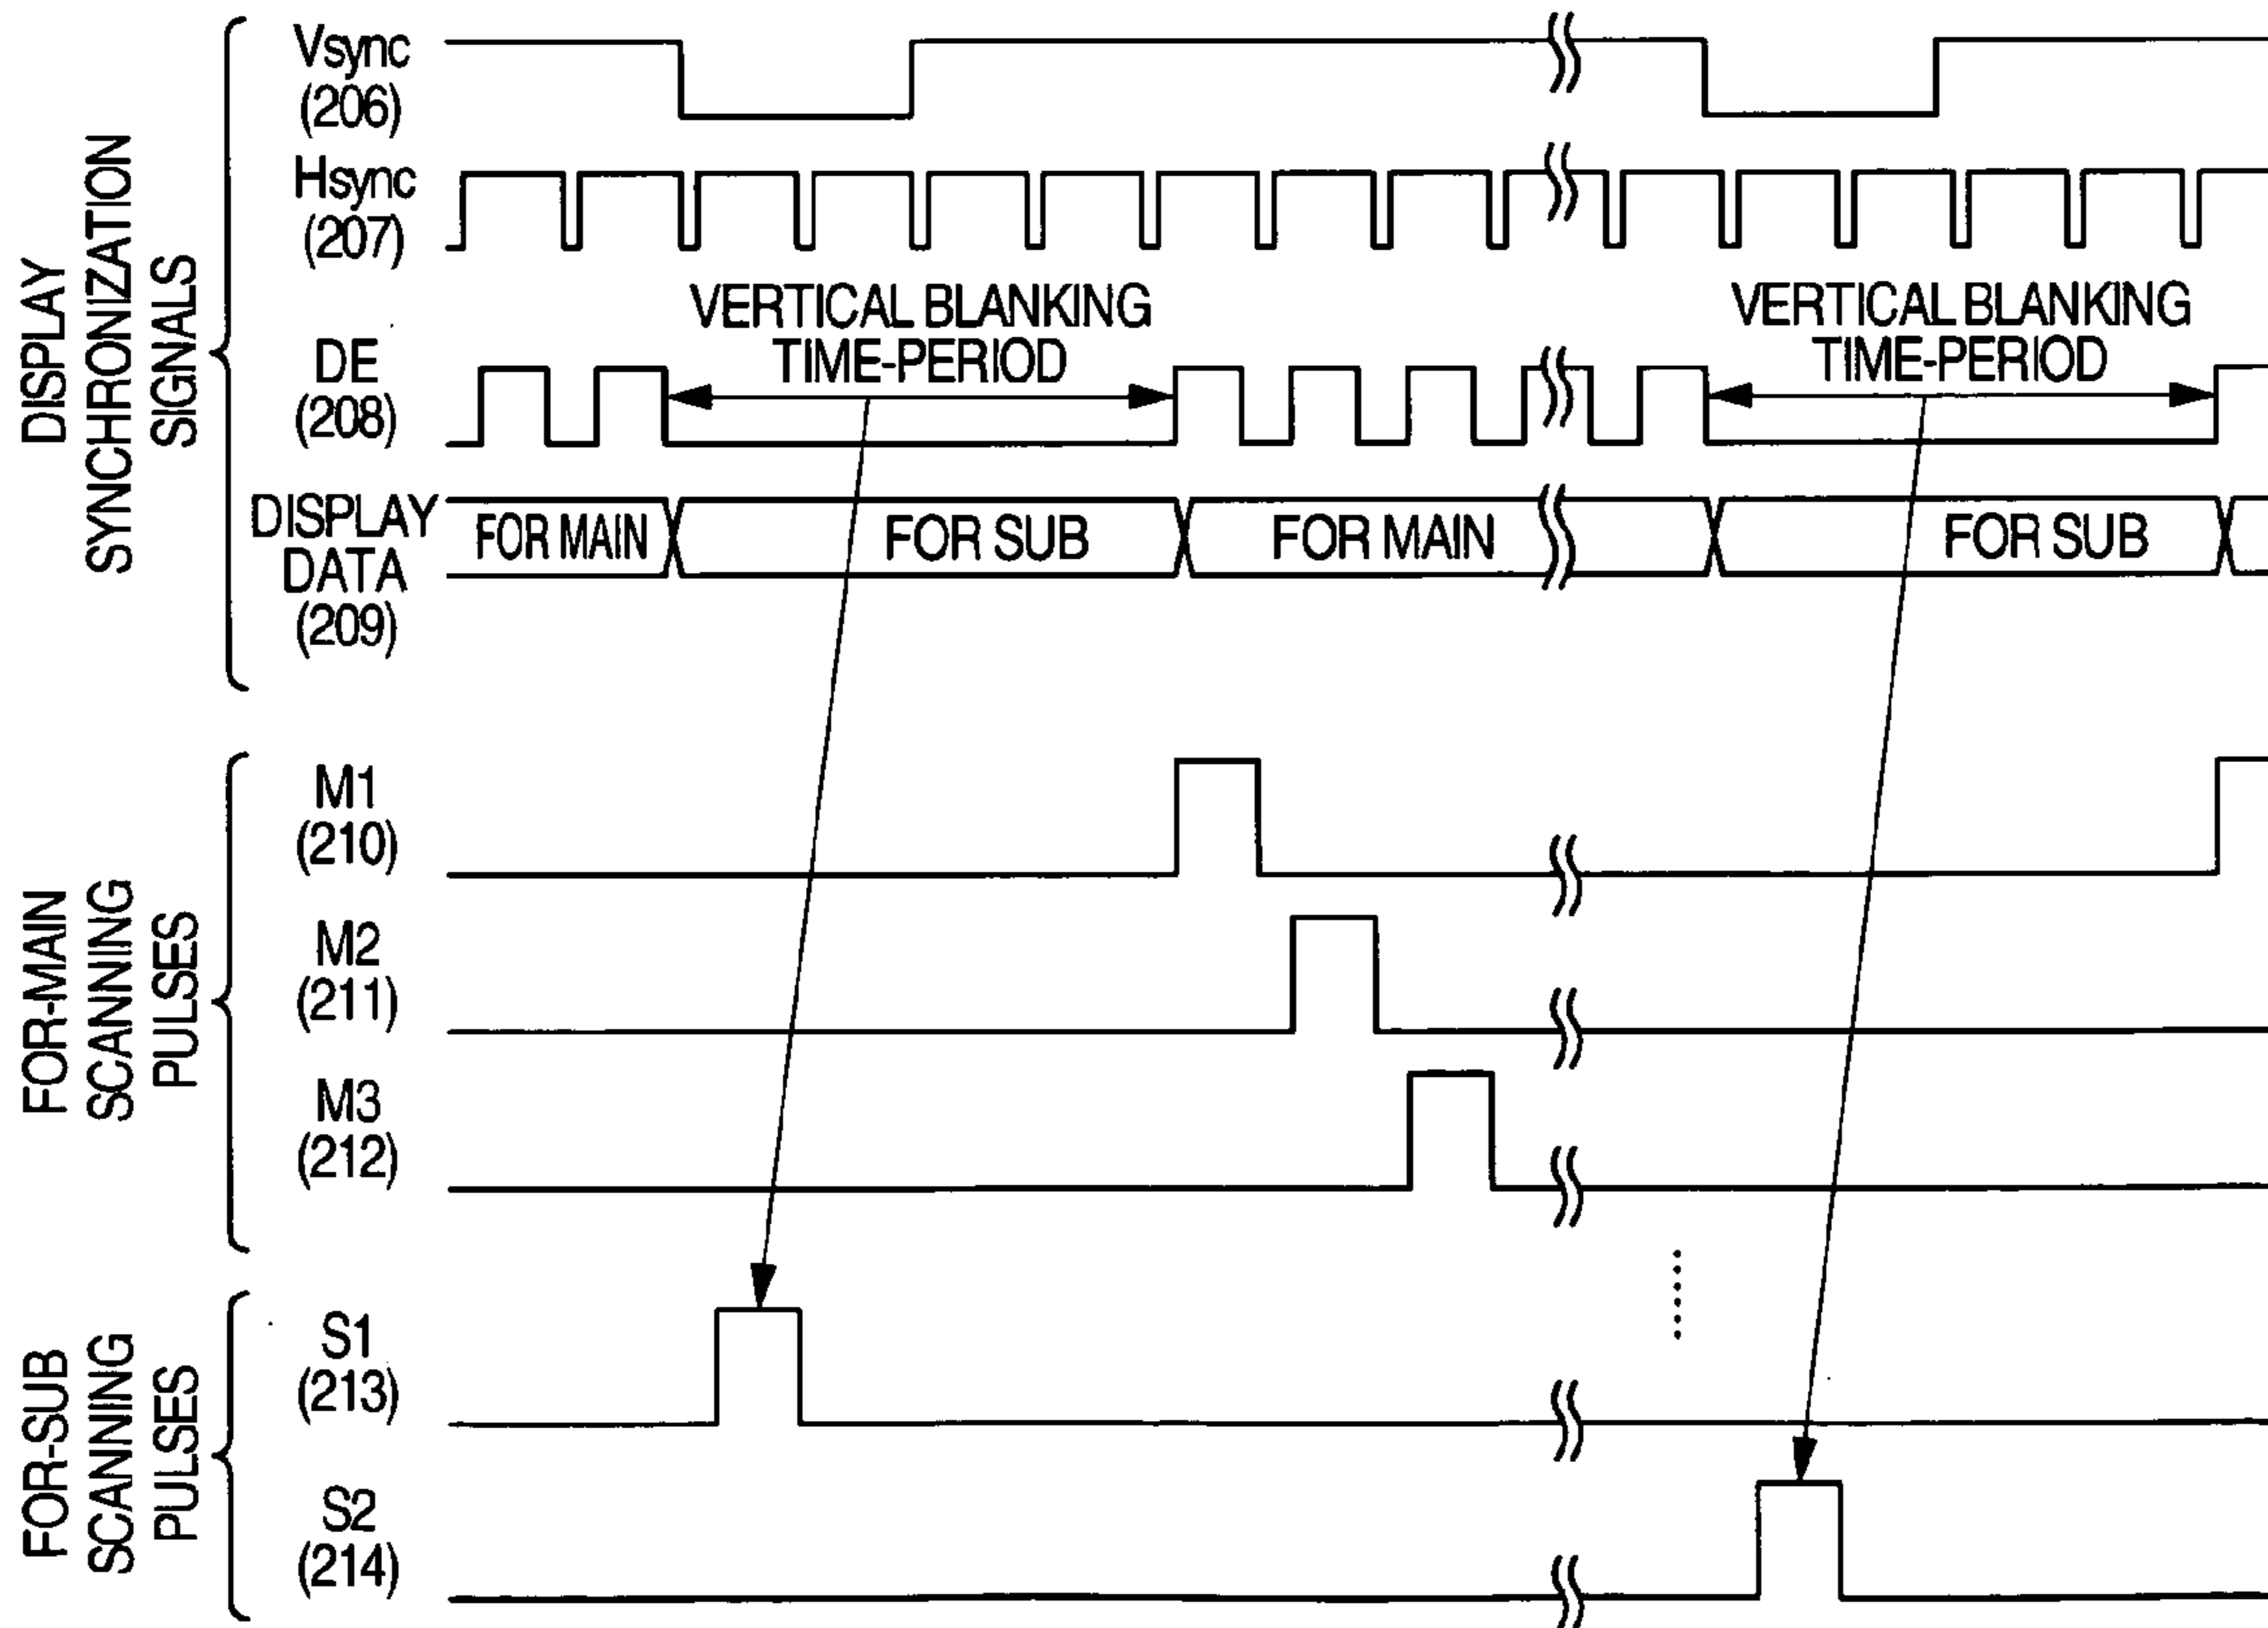 DISPLAY
SYNCHRONIZATION
SIGNALS
Vsync
(206)
Hsync
(207)
VERTICAL BLANKING
TIME-PERIOD
VERTICAL BLANKING
TIME-PERIOD
DE
(208)
DISPLAY
DATA
(209)
FOR MAIN
FOR SUB
FOR MAIN
FOR SUB
FOR-MAIN
SCANNING
PULSES
M1
(210)
M2
(211)
M3
(212)
FOR-SUB
SCANNING
PULSES
S1
(213)
S2
(214)